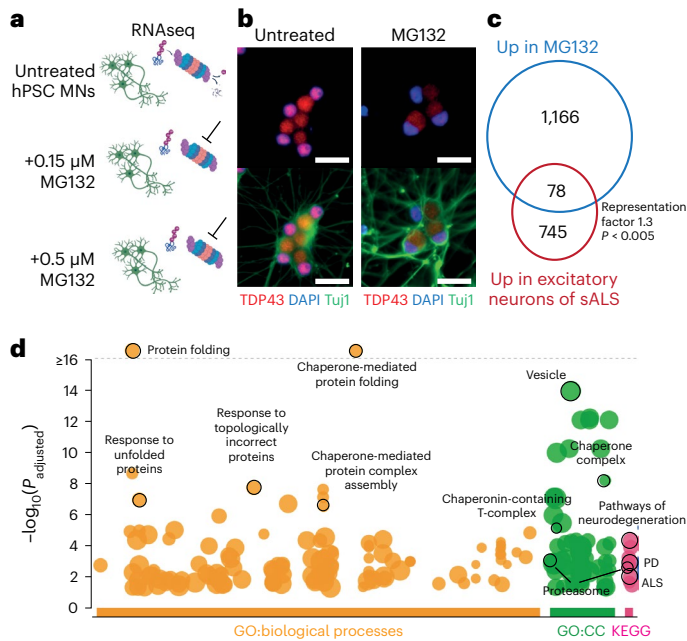 a
RNAseq
Untreated
hPSC MNs
+0.15 µM
MG132
+0.5 µM
MG132
b
Untreated
MG132
TDP43 DAPI Tuj1
TDP43 DAPI Tuj1
c
Up in MG132
1,166
78
745
Representation
factor 1.3
P < 0.005
Up in excitatory
neurons of sALS
d
–log10(Padjusted)
≥16
14
12
10
8
6
4
2
0
Protein folding
Chaperone-mediated
protein folding
Vesicle
Response to
unfolded
proteins
Response to
topologically
incorrect
proteins
Chaperone-mediated
protein complex
assembly
Chaperone
compelx
Chaperonin-containing
T-complex
Pathways of
neurodegeneration
PD
ALS
Proteasome
GO:biological processes
GO:CC
KEGG